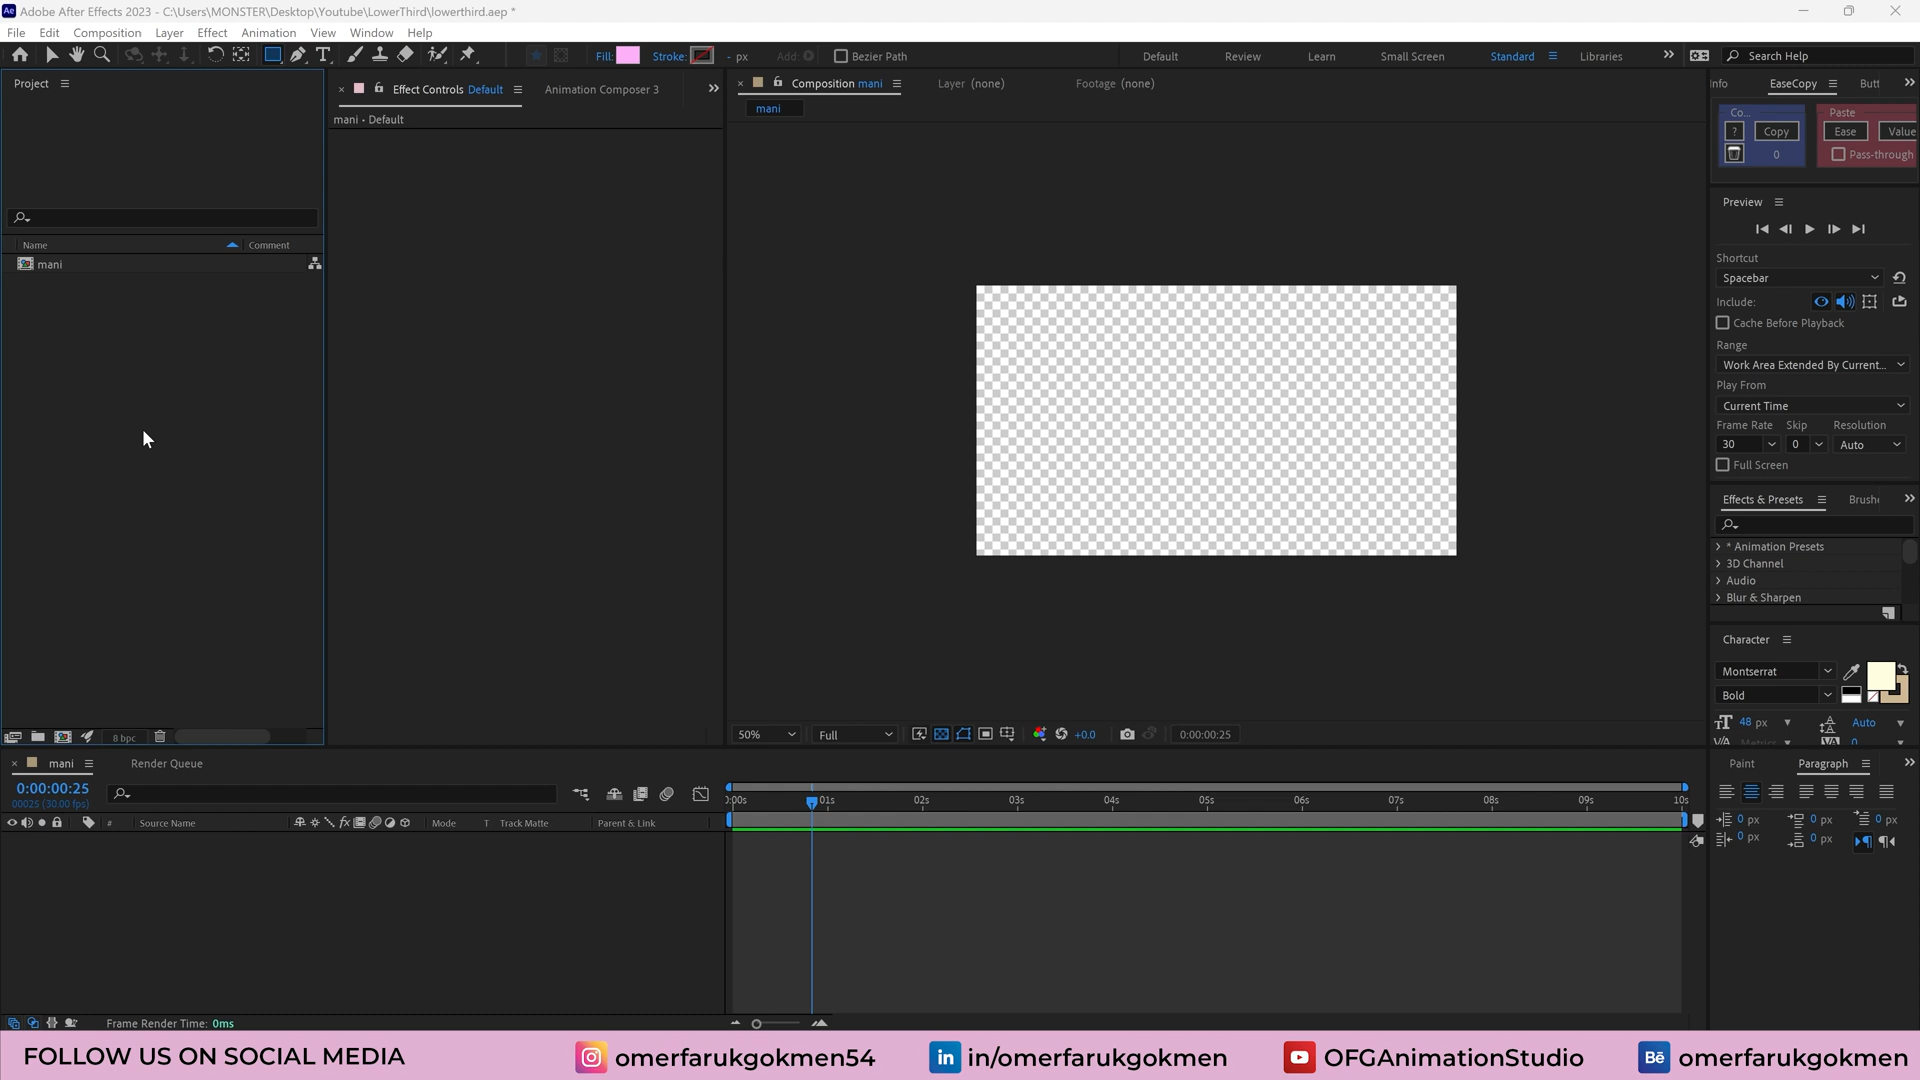 Adobe After Effects 2023 - C:\Users\MONSTER\Desktop\Youtube\LowerThird\lowerthird.aep *
File Edit Composition Layer Effect Animation View Window Help
Fill: Stroke: - px Add: Bezier Path Default Review Learn Small Screen Standard Libraries Search Help
Project
Effect Controls Default Animation Composer 3
mani • Default
Composition mani Layer (none) Footage (none)
mani
Name Comment
mani
8 bpc
50% Full +0.0 0:00:00:25
EaseCopy
Co... Paste
? Copy Ease Value
0 Pass-through
Preview
Shortcut
Spacebar
Include:
Cache Before Playback
Range
Work Area Extended By Current...
Play From
Current Time
Frame Rate Skip Resolution
30 0 Auto
Full Screen
Effects & Presets
* Animation Presets
3D Channel
Audio
Blur & Sharpen
Character
Montserrat
Bold
48 px Auto
mani Render Queue
0:00:00:25
00025 (30.00 fps)
# Source Name Mode T Track Matte Parent & Link
01s 02s 03s 04s 05s 06s 07s 08s 09s 10s
Paint Paragraph
0 px 0 px 0 px
0 px 0 px
Frame Render Time: 0ms
FOLLOW US ON SOCIAL MEDIA omerfarukgokmen54 in/omerfarukgokmen OFGAnimationStudio omerfarukgokmen